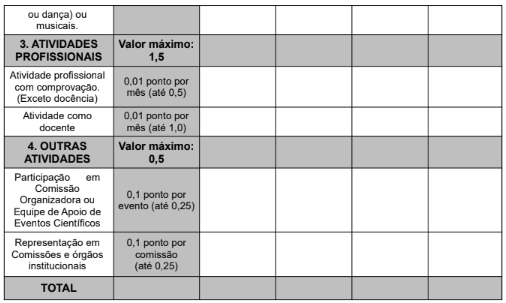 ou dança) ou
musicais.
3. ATIVIDADES
PROFISSIONAIS
Valor máximo:
1,5
Atividade profissional
com comprovação.
(Exceto docência)
0,01 ponto por
mês (até 0,5)
Atividade como
docente
0,01 ponto por
mês (até 1,0)
4. OUTRAS
ATIVIDADES
Valor máximo:
0,5
Participação em
Comissão
Organizadora ou
Equipe de Apoio de
Eventos Científicos
0,1 ponto por
evento (até 0,25)
Representação em
Comissões e órgãos
institucionais
0,1 ponto por
comissão
(até 0,25)
TOTAL